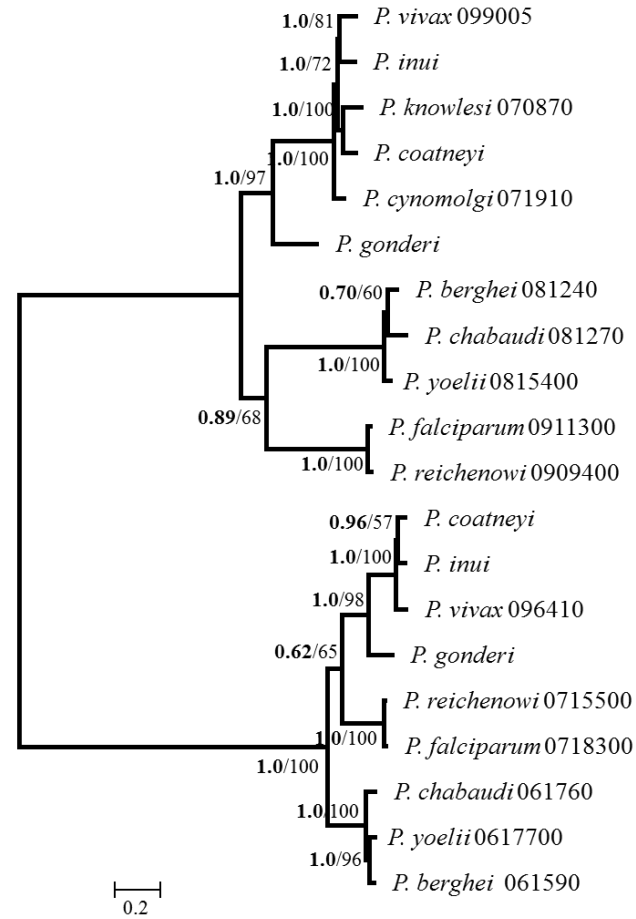 1.0/81
P. vivax 099005
1.0/72
P. inui
1.0/100
P. knowlesi 070870
1.0/100
P. coatneyi
1.0/97
P. cynomolgi 071910
P. gonderi
0.70/60
P. berghei 081240
P. chabaudi 081270
1.0/100
P. yoelii 0815400
0.89/68
P. falciparum 0911300
1.0/100
P. reichenowi 0909400
0.96/57
P. coatneyi
1.0/100
P. inui
1.0/98
P. vivax 096410
0.62/65
P. gonderi
P. reichenowi 0715500
1.0/100
P. falciparum 0718300
1.0/100
P. chabaudi 061760
1.0/100
P. yoelii 0617700
1.0/96
P. berghei 061590
0.2